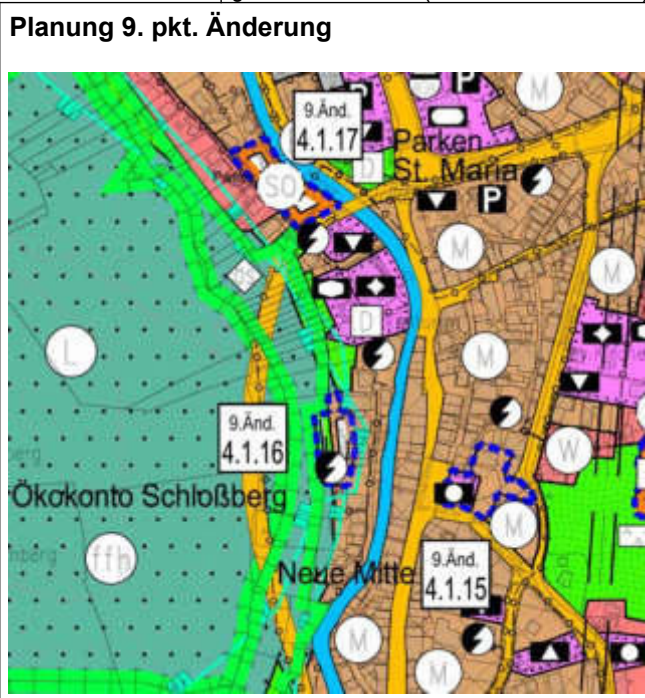 Planung 9. pkt. Änderung
P
P
M
9.Änd.
4.1.17
Parken
St. Maria
D
SO
P
M
M
L
D
M
9.Änd.
4.1.16
W
Ökokonto Schloßberg
M
ffh
Neue Mitte
9.Änd.
4.1.15
M
M